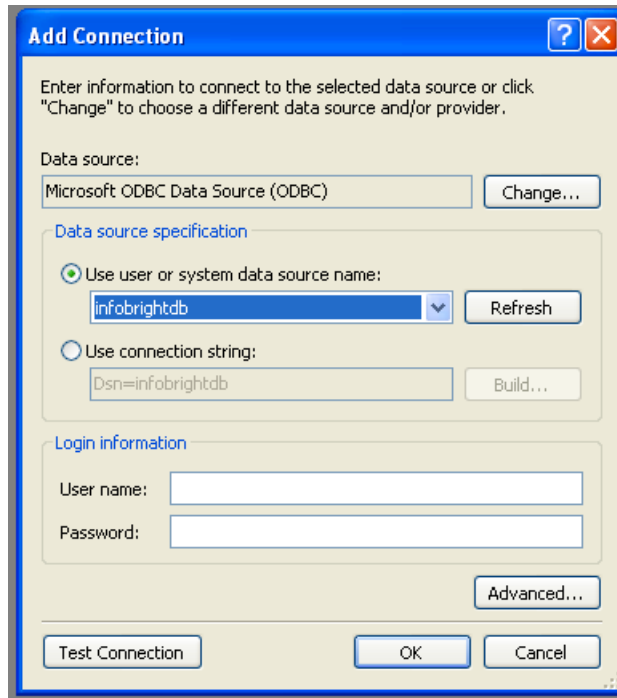 Add Connection
Enter information to connect to the selected data source or click
"Change" to choose a different data source and/or provider.
Data source:
Microsoft ODBC Data Source (ODBC)
Change...
Data source specification
Use user or system data source name:
infobrightdb
Refresh
Use connection string:
Dsn=infobrightdb
Build...
Login information
User name:
Password:
Advanced...
Test Connection
OK
Cancel